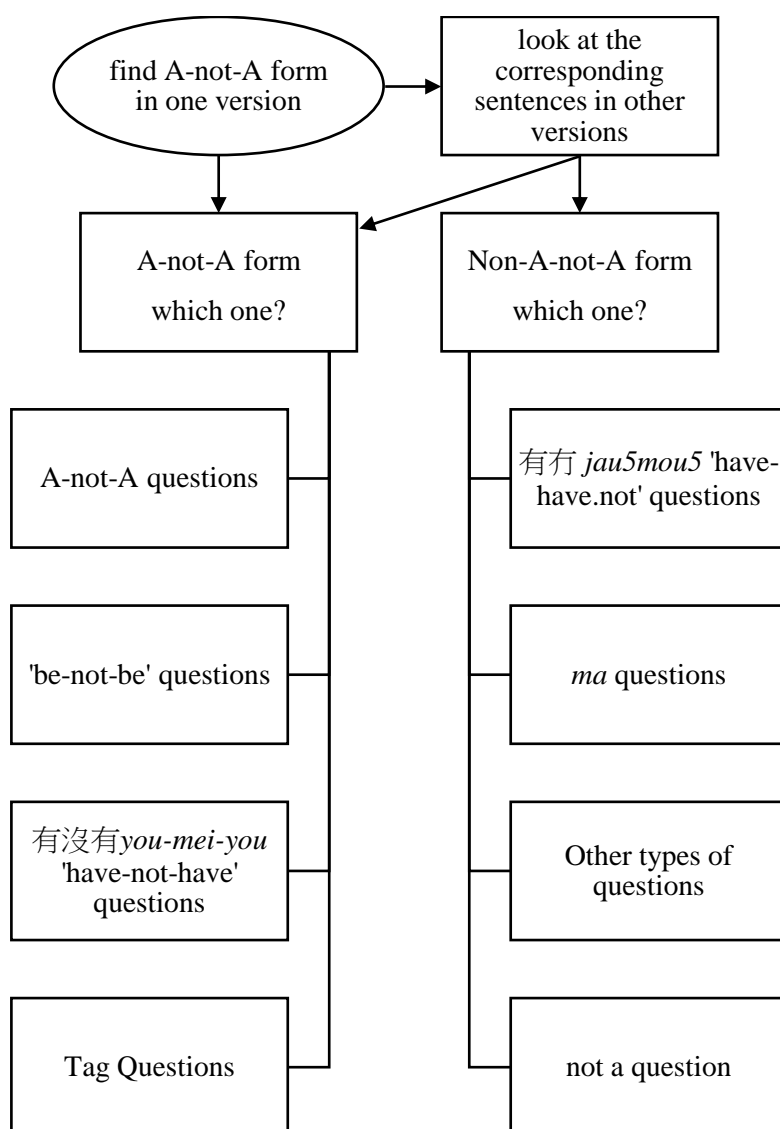 find A-not-A form
in one version
look at the
corresponding
sentences in other
versions
A-not-A form
which one?
Non-A-not-A form
which one?
A-not-A questions
有冇 jau5mou5 'have-
have.not' questions
'be-not-be' questions
ma questions
有沒有you-mei-you
'have-not-have'
questions
Other types of
questions
Tag Questions
not a question